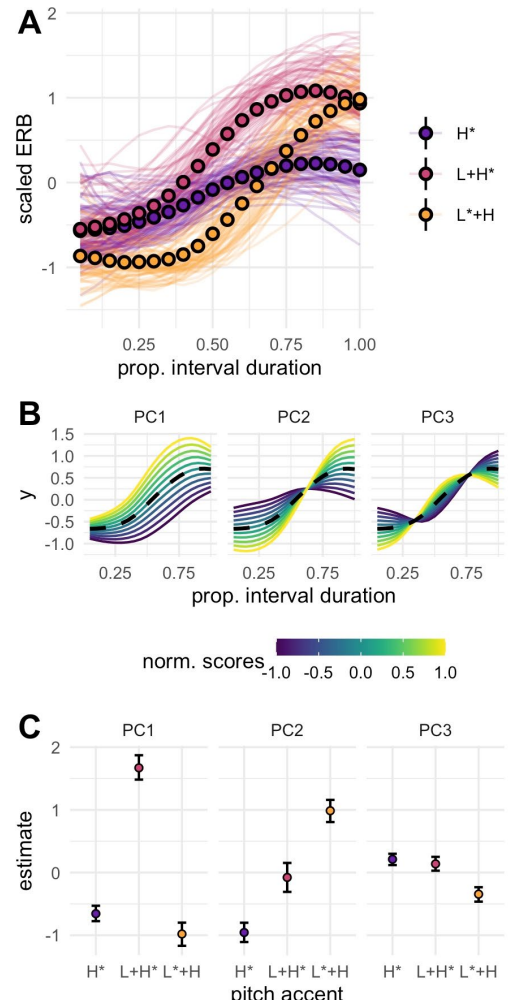 A
2
1
0
-1
scaled ERB
0.25 0.50 0.75 1.00
prop. interval duration
H*
L+H*
L*+H
B
PC1 PC2 PC3
1.5
1.0
0.5
0.0
-0.5
-1.0
y
0.25 0.75 0.25 0.75 0.25 0.75
prop. interval duration
norm. scores
-1.0 -0.5 0.0 0.5 1.0
C
PC1 PC2 PC3
2
1
0
-1
estimate
H* L+H* L*+H H* L+H* L*+H H* L+H* L*+H
pitch accent